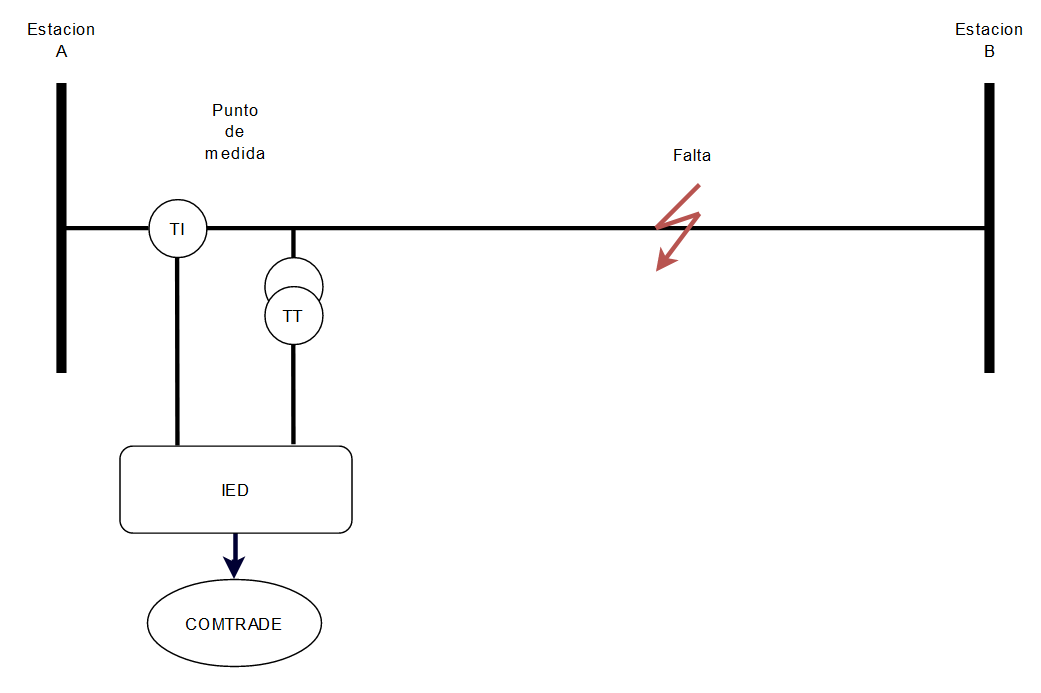 Estacion
A
Estacion
B
Punto
de
medida
Falta
TI
TT
IED
COMTRADE